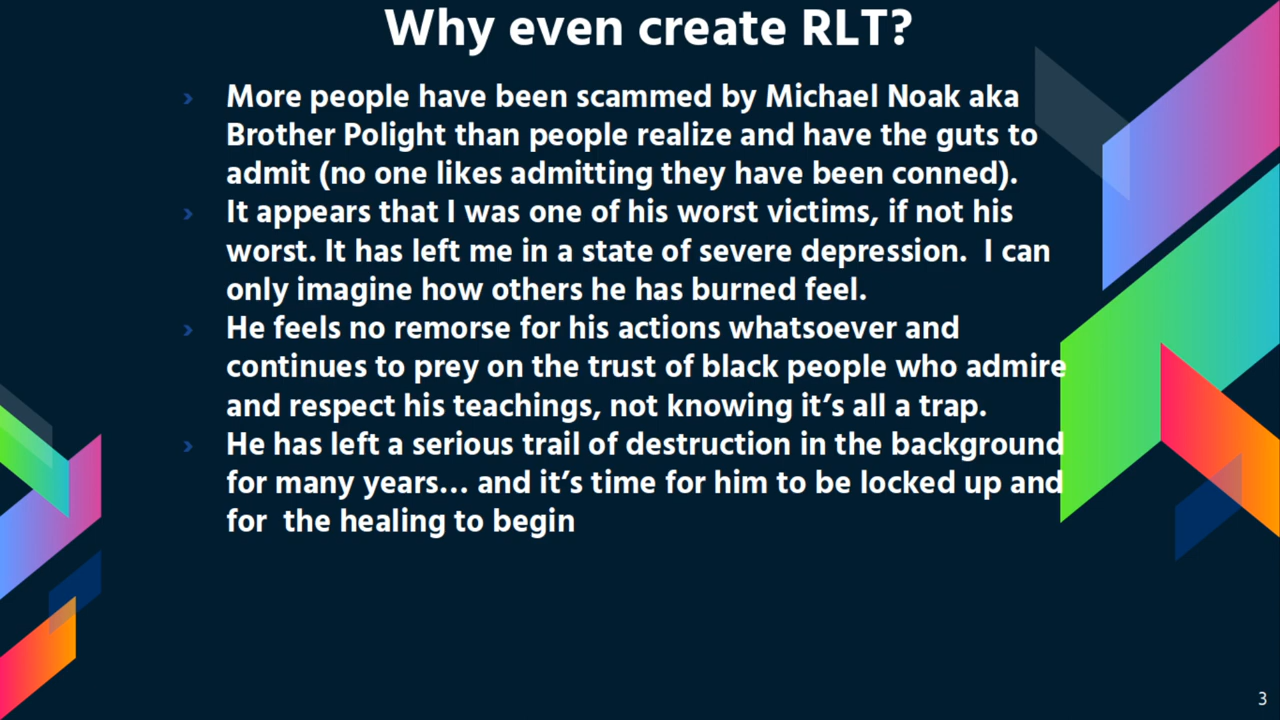 Why even create RLT?
More people have been scammed by Michael Noak aka
Brother Polight than people realize and have the guts to
admit (no one likes admitting they have been conned).
It appears that I was one of his worst victims, if not his
worst. It has left me in a state of severe depression.  I can
only imagine how others he has burned feel.
He feels no remorse for his actions whatsoever and
continues to prey on the trust of black people who admire
and respect his teachings, not knowing it’s all a trap.
He has left a serious trail of destruction in the background
for many years… and it’s time for him to be locked up and
for  the healing to begin
3